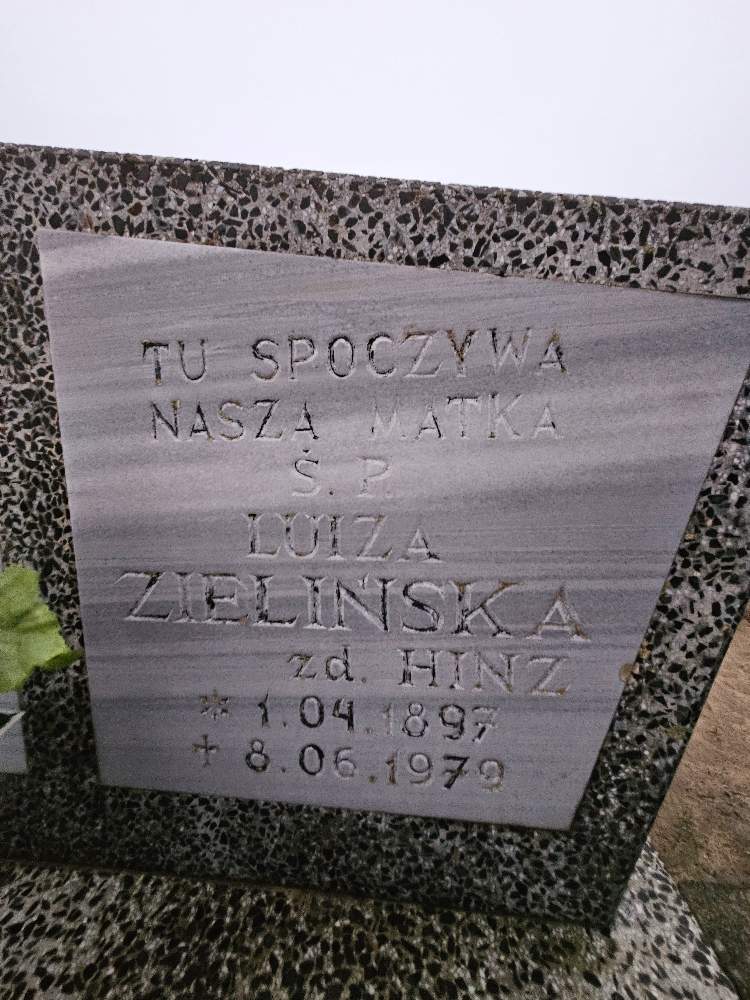 TU SPOCZYWA
NASZA MATKA
Ś. P.
LUIZA
ZIELIŃSKA
zd. HINZ
* 1.04.1897
+ 8.06.1979